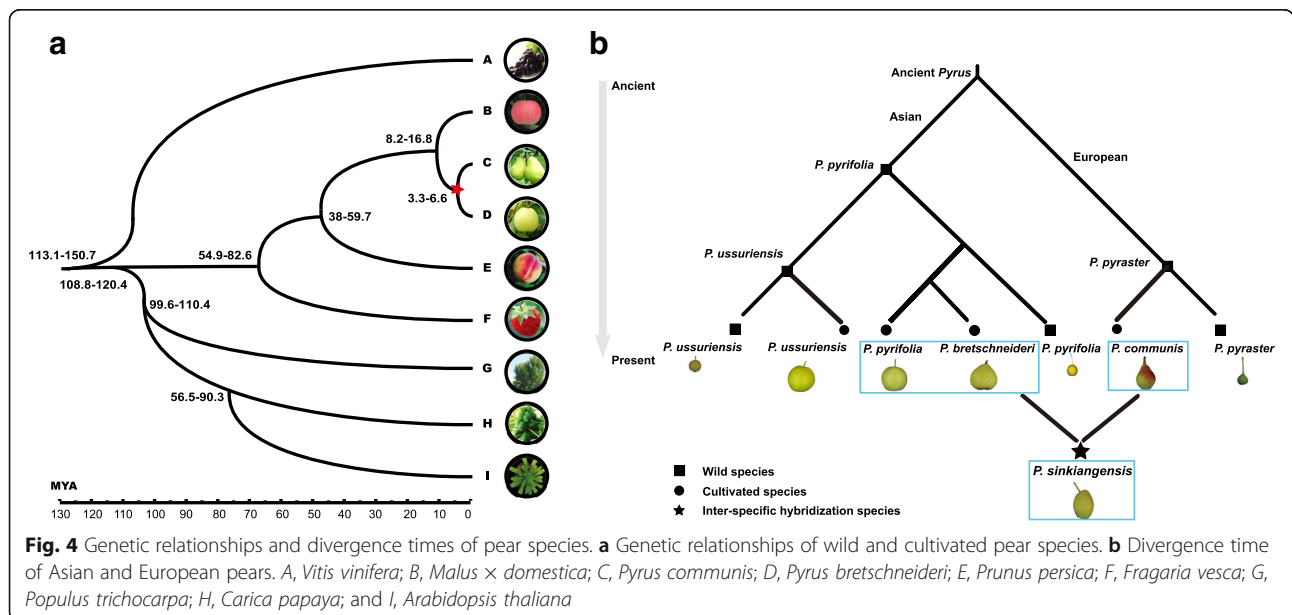 a
A
B
8.2-16.8
C
3.3-6.6
D
38-59.7
113.1-150.7
54.9-82.6
E
108.8-120.4
99.6-110.4
F
G
56.5-90.3
H
I
MYA
130 120 110 100 90 80 70 60 50 40 30 20 10 0
b
Ancient Pyrus
Ancient
Asian
European
P. pyrifolia
P. ussuriensis
P. pyraster
Present
P. ussuriensis
P. ussuriensis
P. pyrifolia
P. bretschneideri
P. pyrifolia
P. communis
P. pyraster
Wild species
Cultivated species
Inter-specific hybridization species
P. sinkiangensis
Fig. 4 Genetic relationships and divergence times of pear species. a Genetic relationships of wild and cultivated pear species. b Divergence time
of Asian and European pears. A, Vitis vinifera; B, Malus × domestica; C, Pyrus communis; D, Pyrus bretschneideri; E, Prunus persica; F, Fragaria vesca; G,
Populus trichocarpa; H, Carica papaya; and I, Arabidopsis thaliana